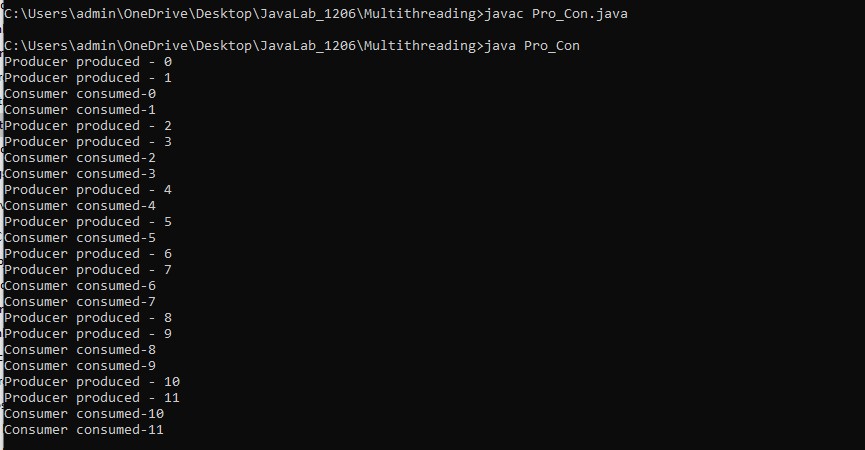 C:\Users\admin\OneDrive\Desktop\JavaLab_1206\Multithreading>javac Pro_Con.java
C:\Users\admin\OneDrive\Desktop\JavaLab_1206\Multithreading>java Pro_Con
Producer produced - 0
Producer produced - 1
Consumer consumed-0
Consumer consumed-1
Producer produced - 2
Producer produced - 3
Consumer consumed-2
Consumer consumed-3
Producer produced - 4
Consumer consumed-4
Producer produced - 5
Consumer consumed-5
Producer produced - 6
Producer produced - 7
Consumer consumed-6
Consumer consumed-7
Producer produced - 8
Producer produced - 9
Consumer consumed-8
Consumer consumed-9
Producer produced - 10
Producer produced - 11
Consumer consumed-10
Consumer consumed-11